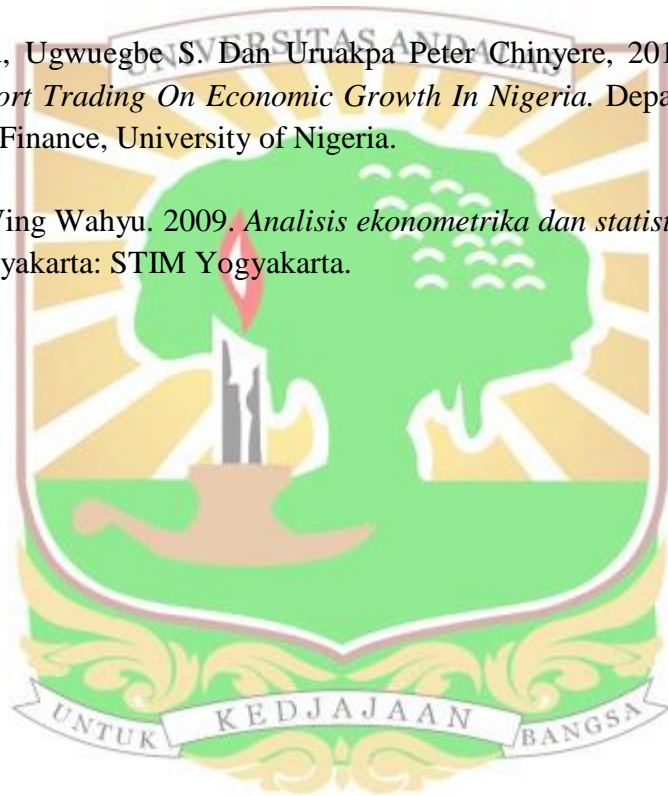 UNIVERSITAS ANDALAS
, Ugwuegbe S. Dan Uruakpa Peter Chinyere, 201
ort Trading On Economic Growth In Nigeria. Depa
Finance, University of Nigeria.
Wing Wahyu. 2009. Analisis ekonometrika dan statist
yakarta: STIM Yogyakarta.
UNTUK KEDJAJAAN BANGSA